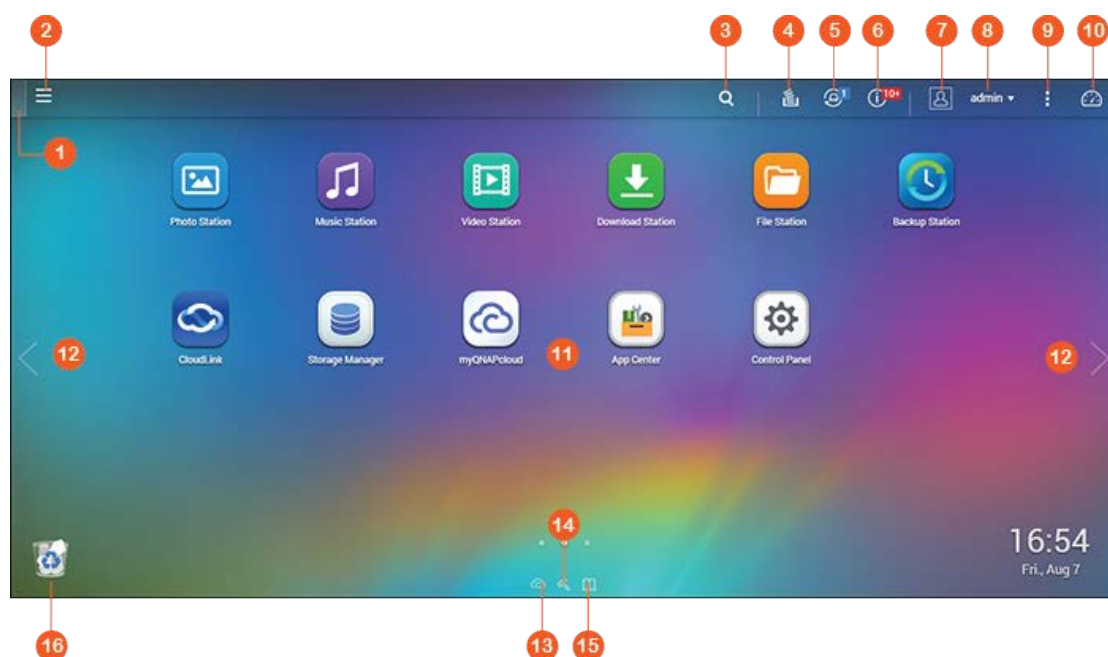 2
3
4
5
6
7
8
9
10
1
10+
admin
1
Photo Station
Music Station
Video Station
Download Station
File Station
Backup Station
12
CloudLink
Storage Manager
myQNAPcloud
11
App Center
Control Panel
12
14
16:54
Fri., Aug 7
16
13
15